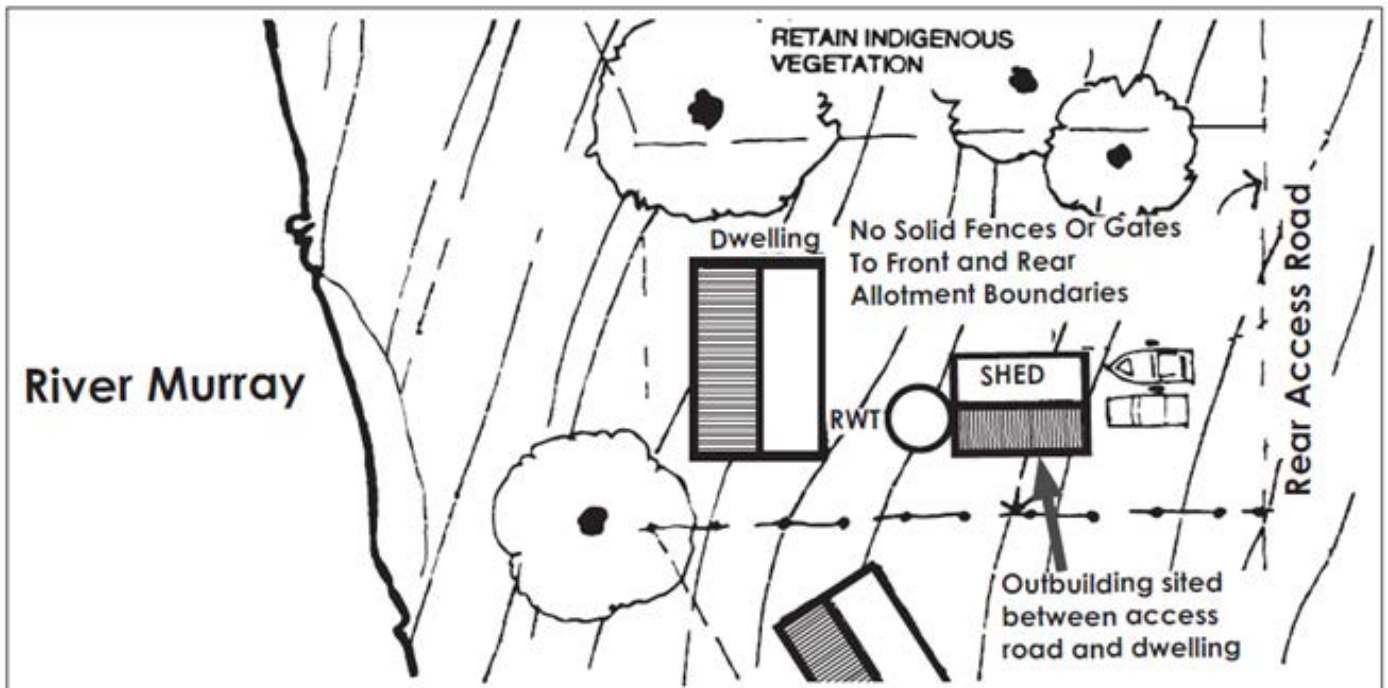 RETAIN INDIGENOUS
VEGETATION
Dwelling
No Solid Fences Or Gates
To Front and Rear
Allotment Boundaries
River Murray
SHED
RWT
Rear Access Road
Outbuilding sited
between access
road and dwelling